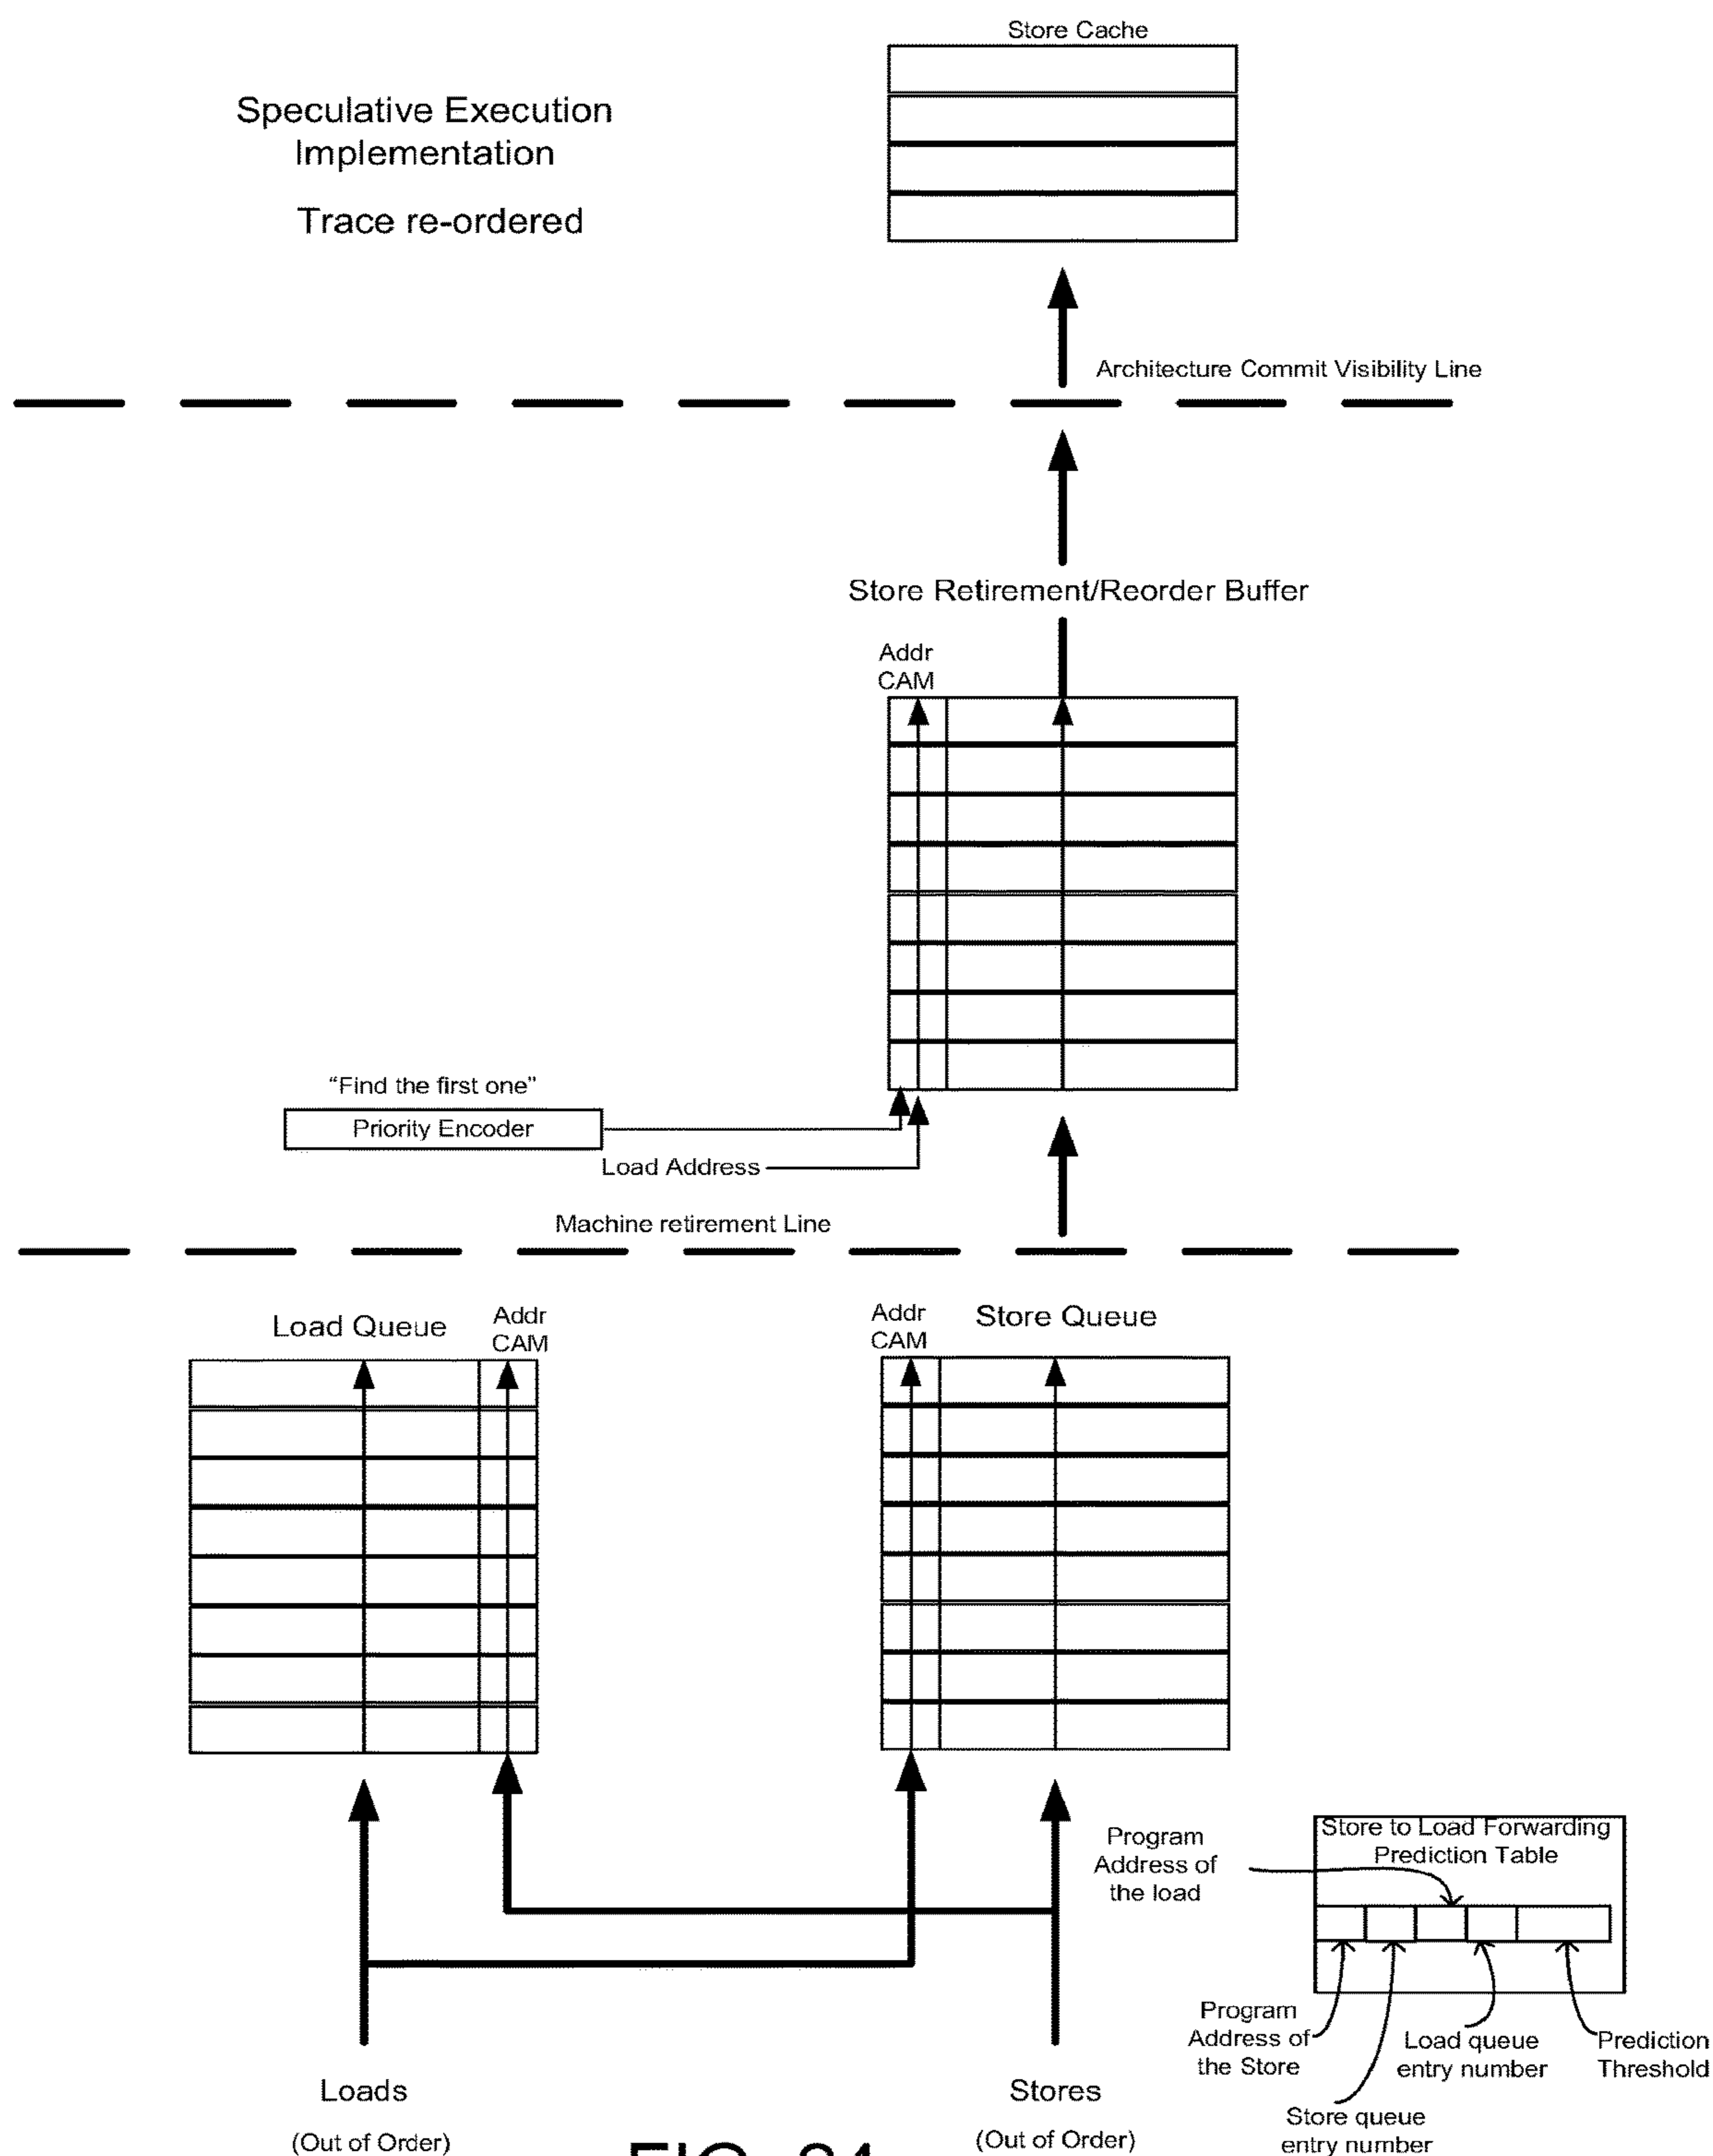 Store Cache
Speculative Execution
Implementation
Trace re-ordered
Architecture Commit Visibility Line
Store Retirement/Reorder Buffer
Addr
CAM
“Find the first one”
Priority Encoder
Load Address
Machine retirement Line
Load Queue
Addr
CAM
Addr
CAM
Store Queue
Program
Address of
the load
Store to Load Forwarding
Prediction Table
Program
Address of
the Store
Load queue
entry number
Prediction
Threshold
Store queue
entry number
Loads
(Out of Order)
Stores
(Out of Order)